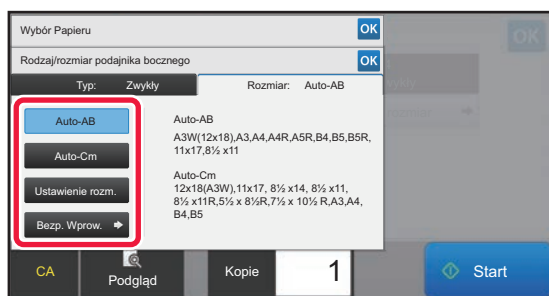 Wybór Papieru
OK
Rodzaj/rozmiar podajnika bocznego
OK
Typ: Zwykły
Rozmiar: Auto-AB
Auto-AB
Auto-Cm
Ustawienie rozm.
Bezp. Wprow.
Auto-AB
A3W(12x18),A3,A4,A4R,A5R,B4,B5,B5R,
11x17,8½ x11
Auto-Cm
12x18(A3W),11x17, 8½ x14, 8½ x11,
8½ x11R,5½ x 8½R,7½ x 10½ R,A3,A4,
B4,B5
OK
CA
Podgląd
Kopie
1
Start